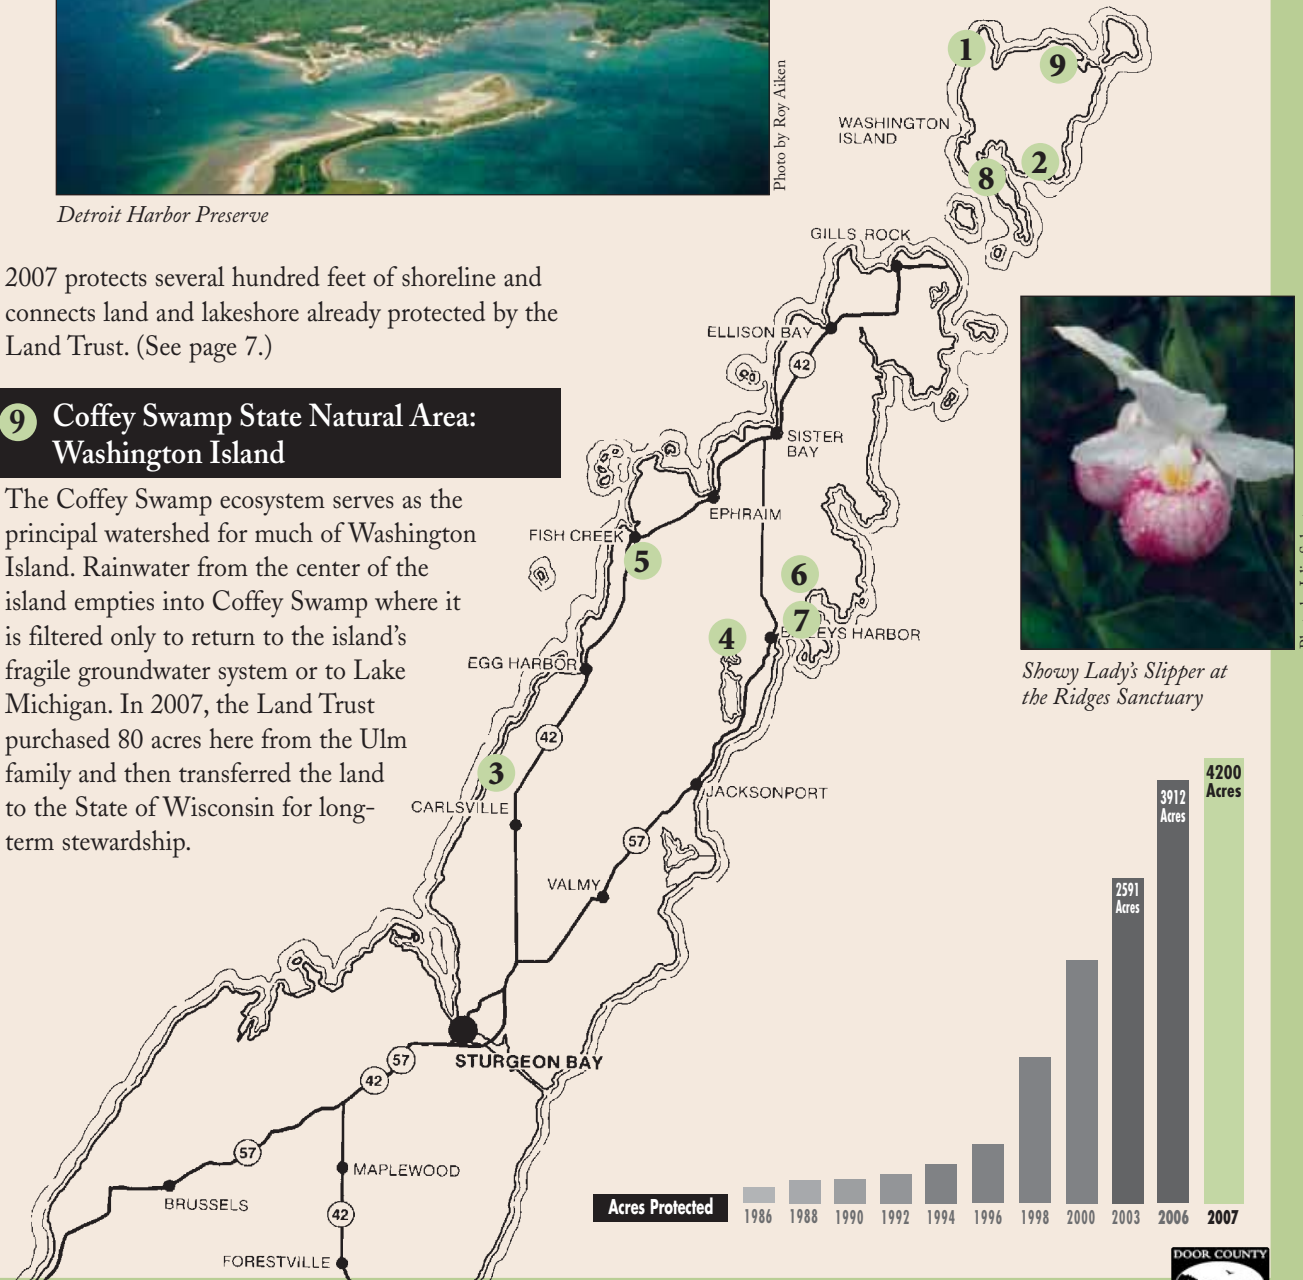 Photo by Roy Aiken
Detroit Harbor Preserve
2007 protects several hundred feet of shoreline and
connects land and lakeshore already protected by the
Land Trust. (See page 7.)
9 Coffey Swamp State Natural Area:
Washington Island
The Coffey Swamp ecosystem serves as the
principal watershed for much of Washington
Island. Rainwater from the center of the
island empties into Coffey Swamp where it
is filtered only to return to the island's
fragile groundwater system or to Lake
Michigan. In 2007, the Land Trust
purchased 80 acres here from the Ulm
family and then transferred the land
to the State of Wisconsin for long-
term stewardship.
1
9
WASHINGTON
ISLAND
2
8
GILLS ROCK
ELLISON BAY
42
SISTER
BAY
EPHRAIM
FISH CREEK
5
6
7
4
HARBOR
EGG HARBOR
42
3
CARLSVILLE
JACKSONPORT
57
VALMY
STURGEON BAY
57
42
57
MAPLEWOOD
BRUSSELS
42
FORESTVILLE
Showy Lady's Slipper at
the Ridges Sanctuary
4200
Acres
3912
Acres
2591
Acres
Acres Protected
1986 1988 1990 1992 1994 1996 1998 2000 2003 2006 2007
DOOR COUNTY